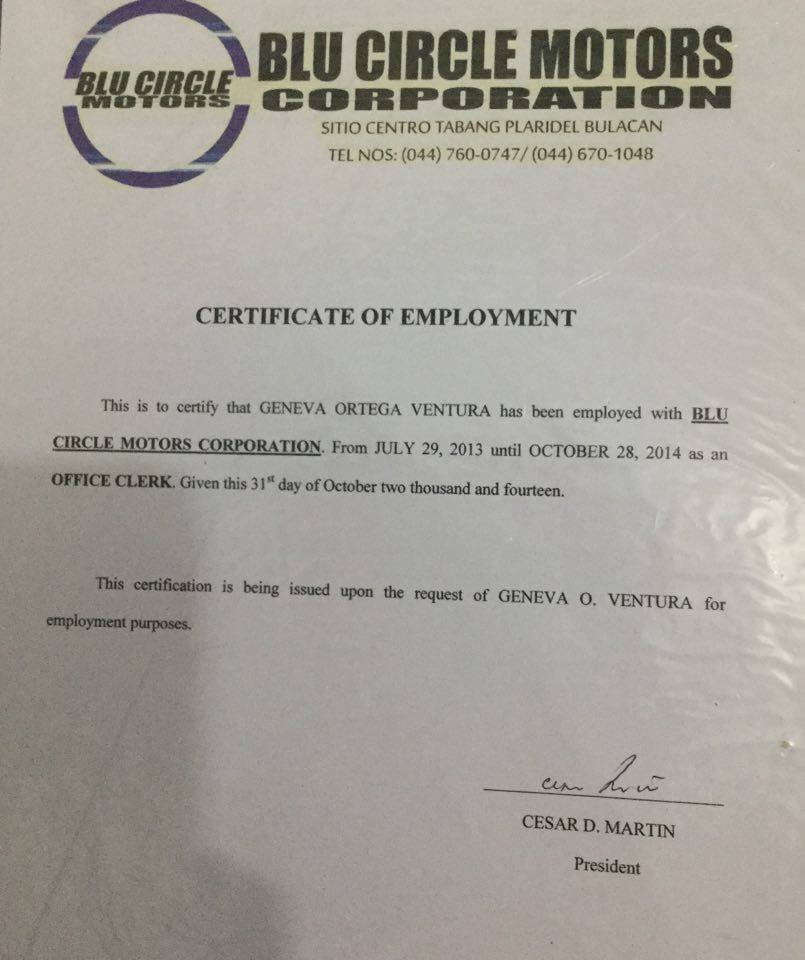 BLU CIRCLE
MOTORS
BLU CIRCLE MOTORS
CORPORATION
SITIO CENTRO TABANG PLARIDEL BULACAN
TEL NOS: (044) 760-0747/ (044) 670-1048
CERTIFICATE OF EMPLOYMENT
This is to certify that GENEVA ORTEGA VENTURA has been employed with BLU
CIRCLE MOTORS CORPORATION. From JULY 29, 2013 until OCTOBER 28, 2014 as an
OFFICE CLERK. Given this 31st day of October two thousand and fourteen.
This certification is being issued upon the request of GENEVA O. VENTURA for
employment purposes.
CESAR D. MARTIN
President